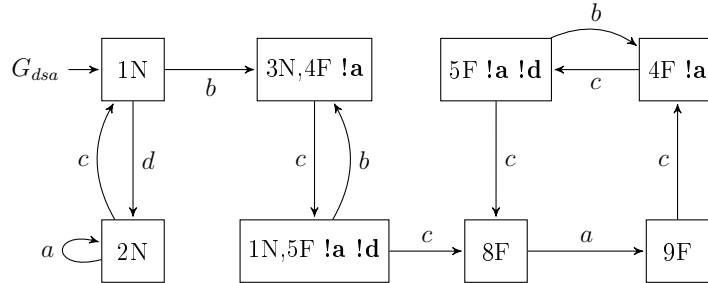 b
G_dsa 1N 3N,4F !a 5F !a !d 4F !a
b c
c d c b c c
a 2N 1N,5F !a !d c 8F a 9F